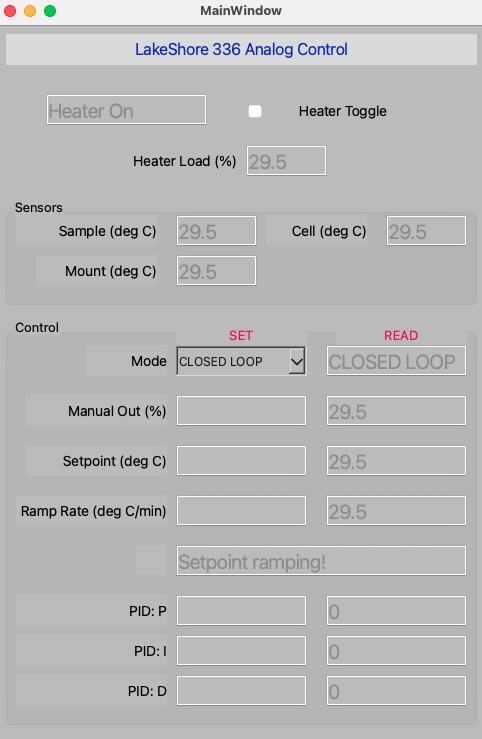 MainWindow
LakeShore 336 Analog Control
Heater On Heater Toggle
Heater Load (%) 29.5
Sensors
Sample (deg C) 29.5 Cell (deg C) 29.5
Mount (deg C) 29.5
Control
SET READ
Mode CLOSED LOOP CLOSED LOOP
Manual Out (%) 29.5
Setpoint (deg C) 29.5
Ramp Rate (deg C/min) 29.5
Setpoint ramping!
PID: P 0
PID: I 0
PID: D 0